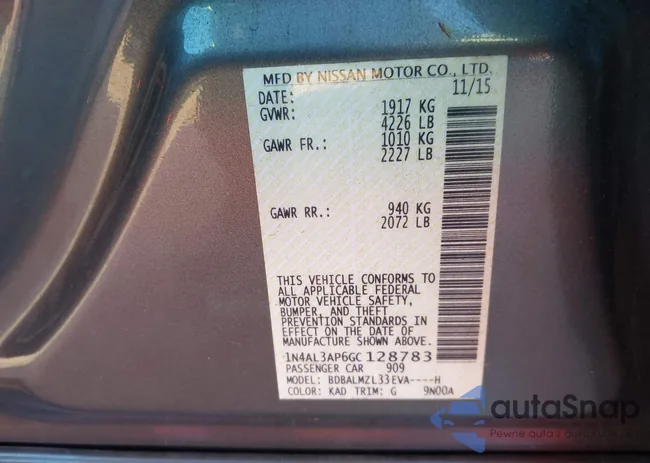 MFD BY NISSAN MOTOR CO., LTD.
DATE: 11/15
GVWR: 1917 KG
4226 LB
GAWR FR.: 1010 KG
2227 LB
GAWR RR.: 940 KG
2072 LB
THIS VEHICLE CONFORMS TO
ALL APPLICABLE FEDERAL
MOTOR VEHICLE SAFETY,
BUMPER, AND THEFT
PREVENTION STANDARDS IN
EFFECT ON THE DATE OF
MANUFACTURE SHOWN ABOVE.
1N4AL3AP6GC128783
PASSENGER CAR 909
MODEL: BDBALMZL33EVA----H
COLOR: KAD TRIM: G 9N00A
autaSnap
Pewne auta z